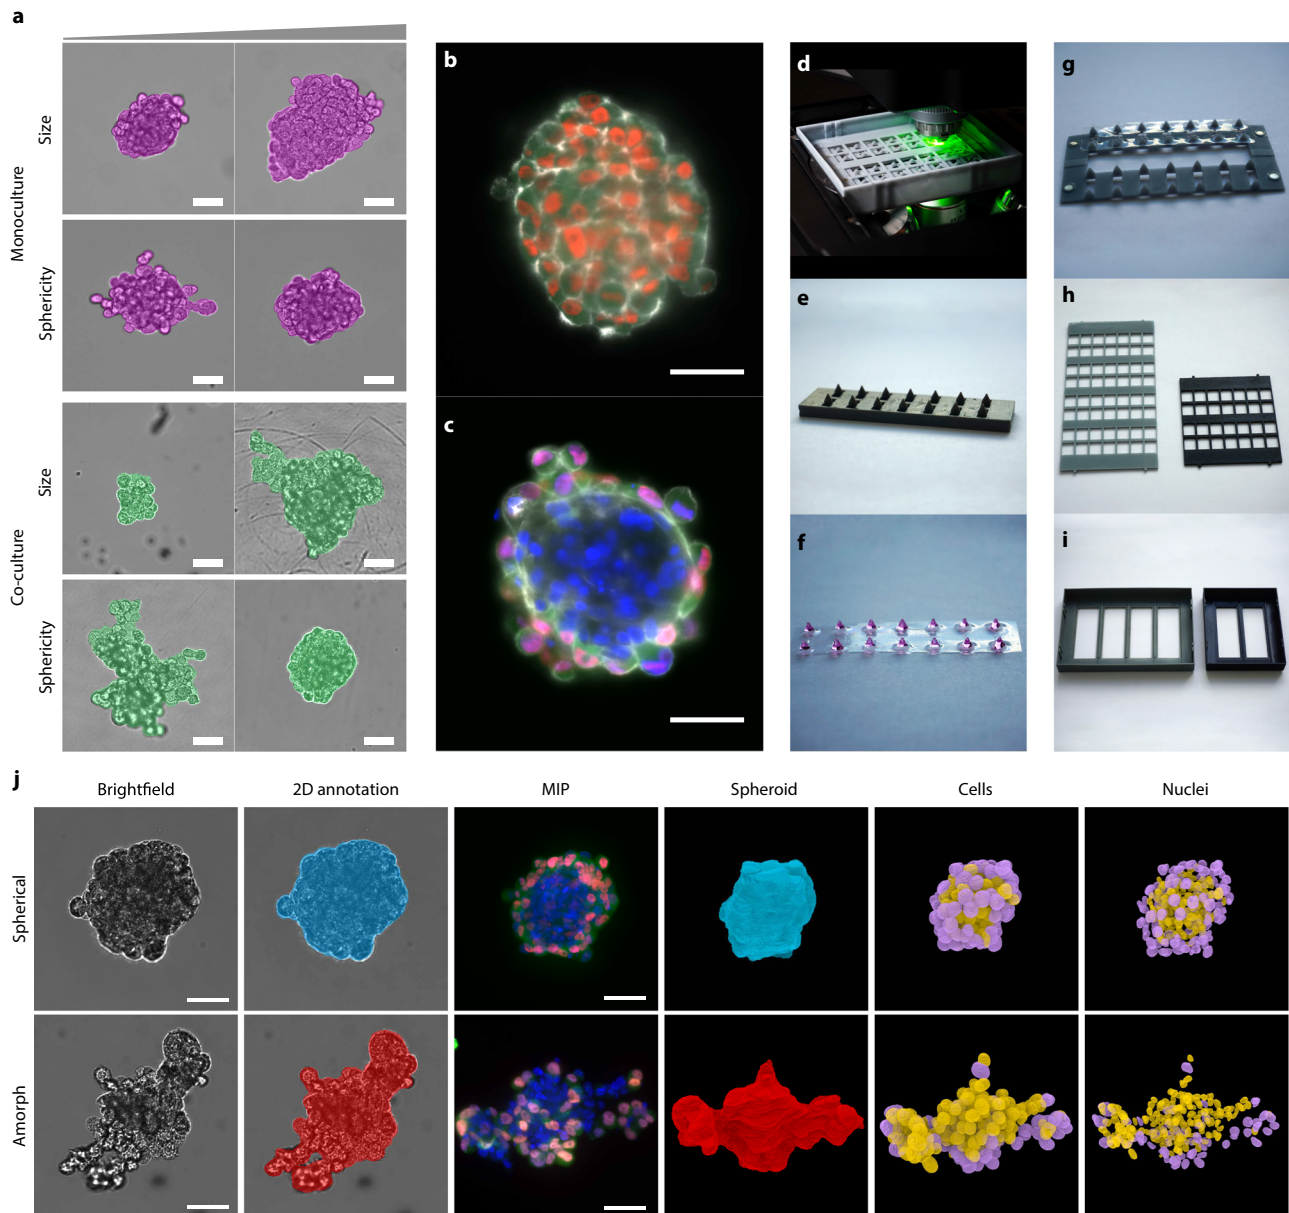 a
Monoculture
Size
Sphericity
Co-culture
Size
Sphericity
b
c
d
e
f
g
h
i
j
Brightfield
2D annotation
MIP
Spheroid
Cells
Nuclei
Spherical
Amorph